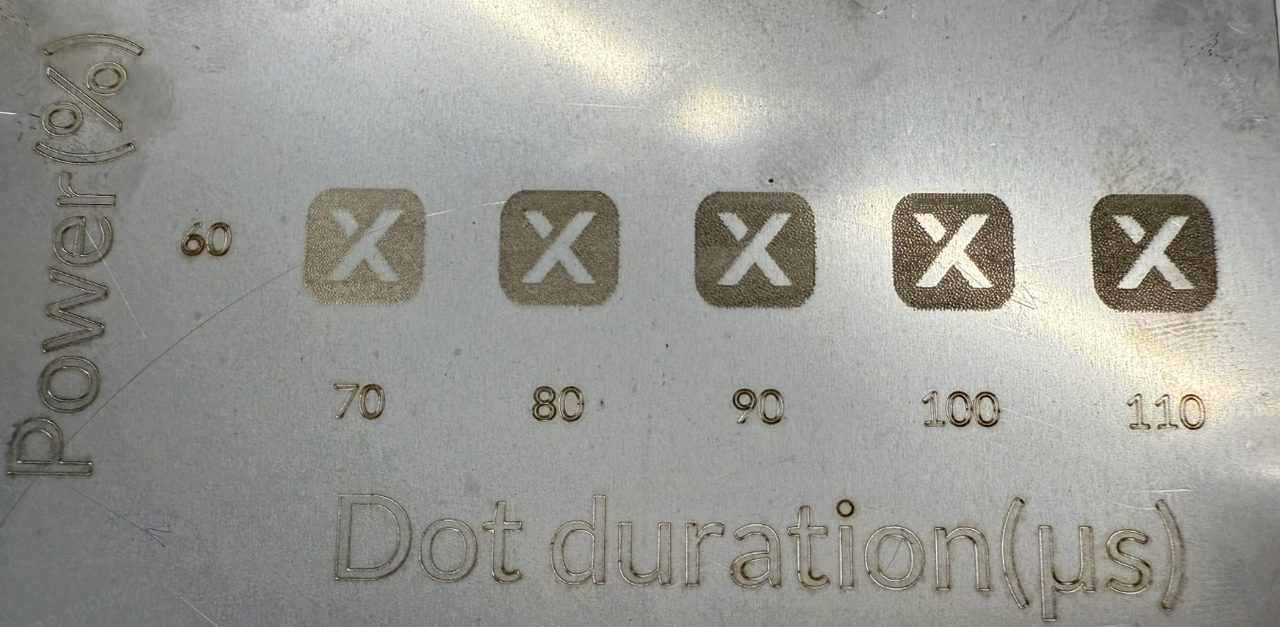 Power(%)
60
X X X X X
70 80 90 100 110
Dot duration(µs)